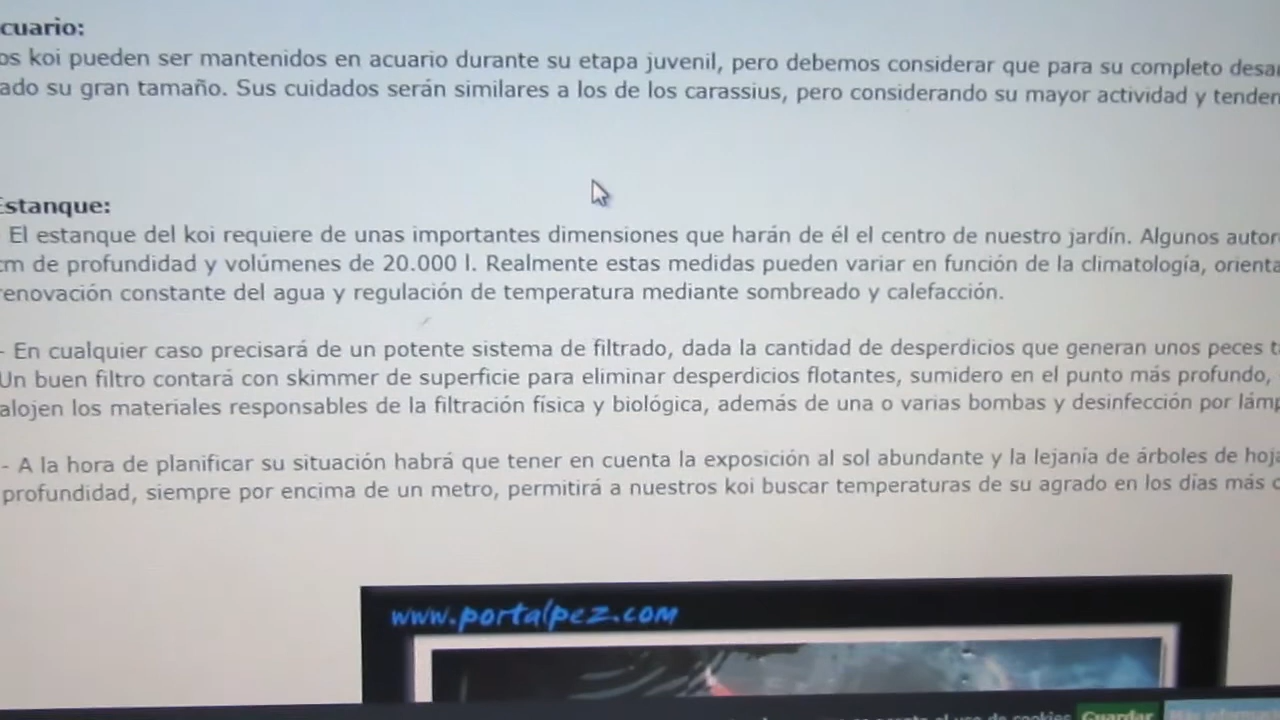 cuario:
os koi pueden ser mantenidos en acuario durante su etapa juvenil, pero debemos considerar que para su completo desar
ado su gran tamaño. Sus cuidados serán similares a los de los carassius, pero considerando su mayor actividad y tenden
Estanque:
El estanque del koi requiere de unas importantes dimensiones que harán de él el centro de nuestro jardín. Algunos autor
cm de profundidad y volúmenes de 20.000 l. Realmente estas medidas pueden variar en función de la climatología, orienta
renovación constante del agua y regulación de temperatura mediante sombreado y calefacción.
- En cualquier caso precisará de un potente sistema de filtrado, dada la cantidad de desperdicios que generan unos peces t
Un buen filtro contará con skimmer de superficie para eliminar desperdicios flotantes, sumidero en el punto más profundo,
alojen los materiales responsables de la filtración física y biológica, además de una o varias bombas y desinfección por lámp
- A la hora de planificar su situación habrá que tener en cuenta la exposición al sol abundante y la lejanía de árboles de hoja
profundidad, siempre por encima de un metro, permitirá a nuestros koi buscar temperaturas de su agrado en los días más c
www.portalpez.com
el uso de cookies Guardar